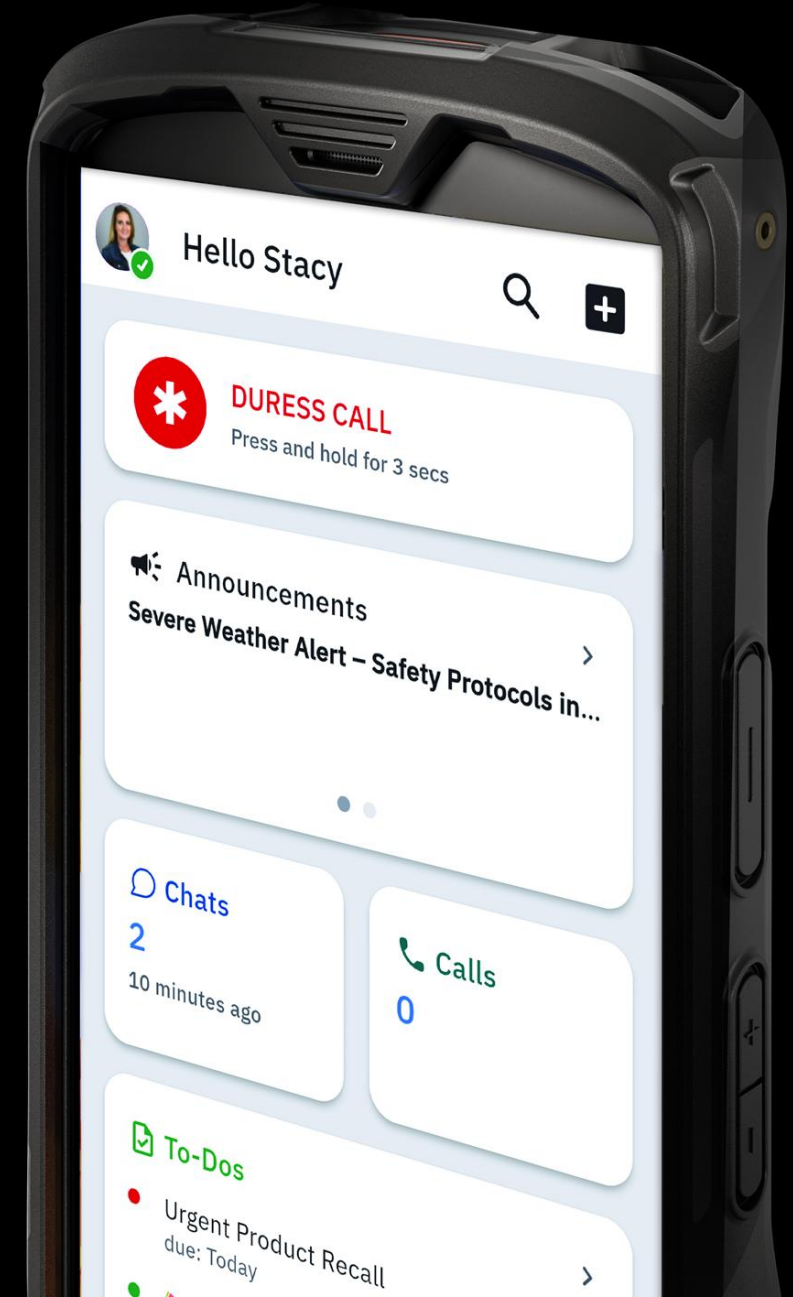 Hello Stacy
DURESS CALL
Press and hold for 3 secs
Announcements
Severe Weather Alert – Safety Protocols in...
Chats
2
10 minutes ago
Calls
0
To-Dos
Urgent Product Recall
due: Today